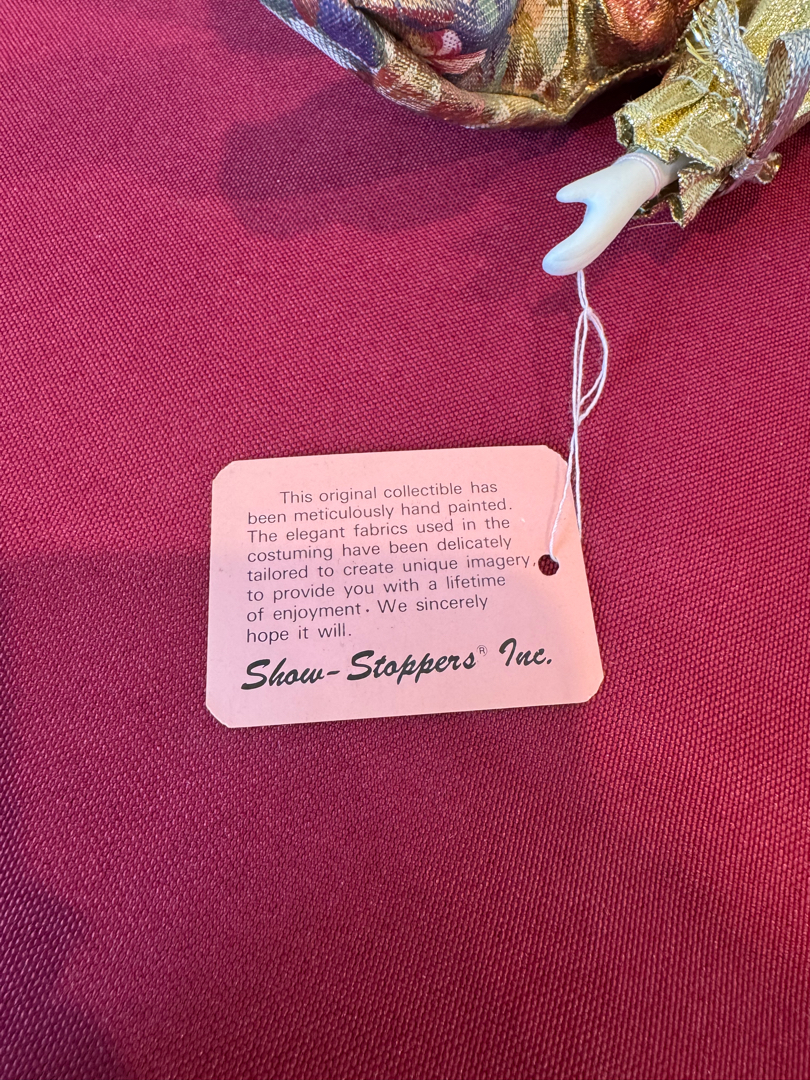 This original collectible has
been meticulously hand painted.
The elegant fabrics used in the
costuming have been delicately
tailored to create unique imagery,
to provide you with a lifetime
of enjoyment. We sincerely
hope it will.
Show-Stoppers® Inc.